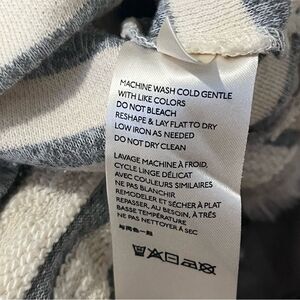 MACHINE WASH COLD GENTLE
WITH LIKE COLORS
DO NOT BLEACH
RESHAPE & LAY FLAT TO DRY
LOW IRON AS NEEDED
DO NOT DRY CLEAN
LAVAGE MACHINE À FROID,
CYCLE LINGE DÉLICAT
AVEC COULEURS SIMILAIRES
NE PAS BLANCHIR
REMODELER ET SÉCHER À PLAT
REPASSER, AU BESOIN, À TRÈS
BASSE TEMPÉRATURE
NE PAS NETTOYER À SEC